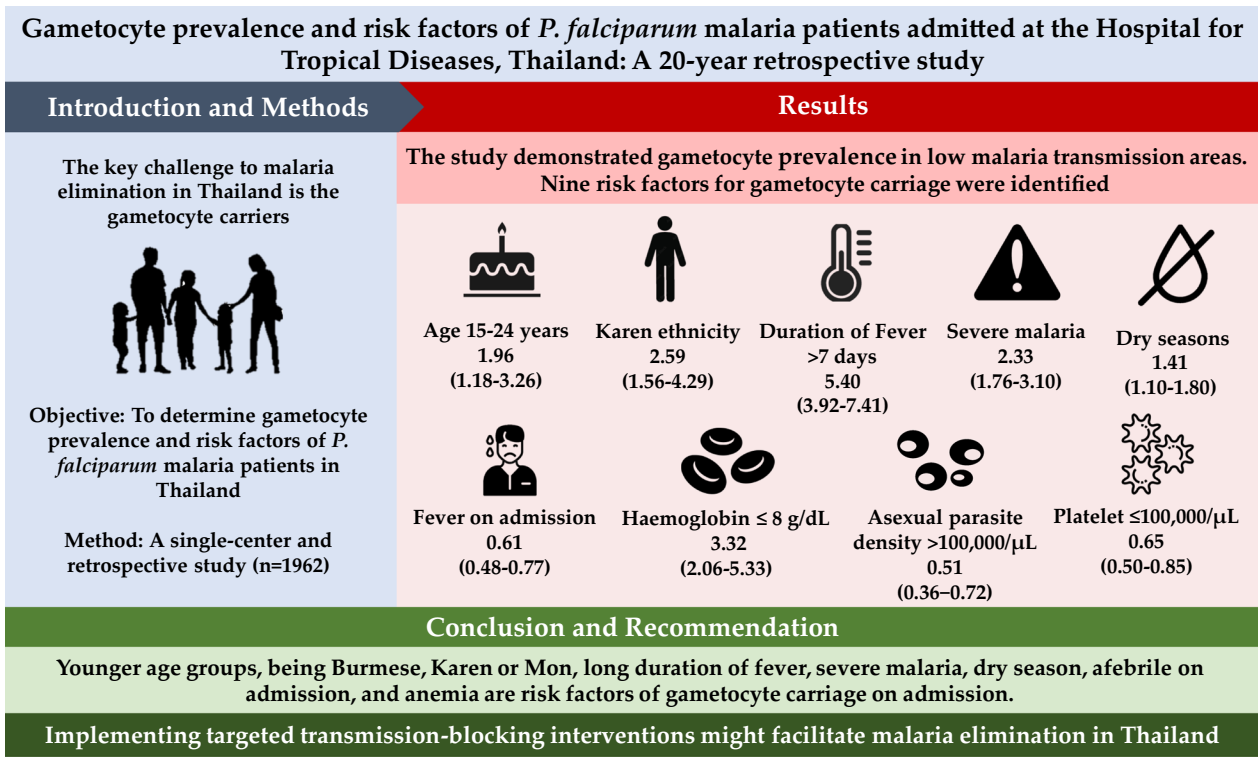 Gametocyte prevalence and risk factors of P. falciparum malaria patients admitted at the Hospital for
Tropical Diseases, Thailand: A 20-year retrospective study
Introduction and Methods
The key challenge to malaria
elimination in Thailand is the
gametocyte carriers
Objective: To determine gametocyte
prevalence and risk factors of P.
falciparum malaria patients in
Thailand
Method: A single-center and
retrospective study (n=1962)
Results
The study demonstrated gametocyte prevalence in low malaria transmission areas.
Nine risk factors for gametocyte carriage were identified
Age 15-24 years
1.96
(1.18-3.26)
Karen ethnicity
2.59
(1.56-4.29)
Duration of Fever
>7 days
5.40
(3.92-7.41)
Severe malaria
2.33
(1.76-3.10)
Dry seasons
1.41
(1.10-1.80)
Fever on admission
0.61
(0.48-0.77)
Haemoglobin ≤ 8 g/dL
3.32
(2.06-5.33)
Asexual parasite
density >100,000/μL
0.51
(0.36–0.72)
Platelet ≤100,000/μL
0.65
(0.50-0.85)
Conclusion and Recommendation
Younger age groups, being Burmese, Karen or Mon, long duration of fever, severe malaria, dry season, afebrile on
admission, and anemia are risk factors of gametocyte carriage on admission.
Implementing targeted transmission-blocking interventions might facilitate malaria elimination in Thailand